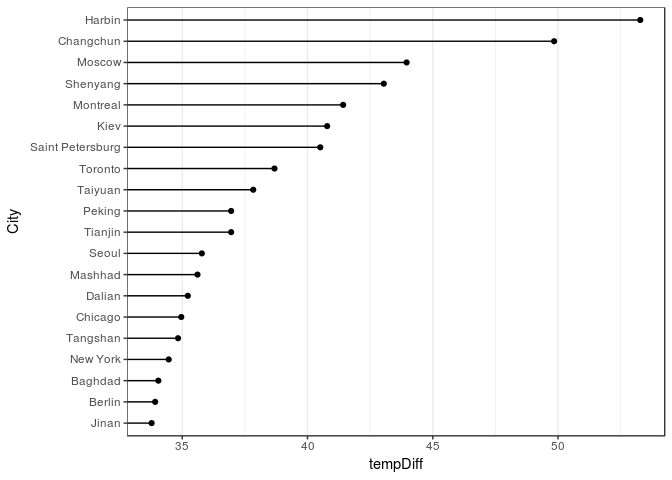 Harbin
Changchun
Moscow
Shenyang
Montreal
Kiev
Saint Petersburg
Toronto
Taiyuan
Peking
Tianjin
Seoul
Mashhad
Dalian
Chicago
Tangshan
New York
Baghdad
Berlin
Jinan
City
35 40 45 50
tempDiff